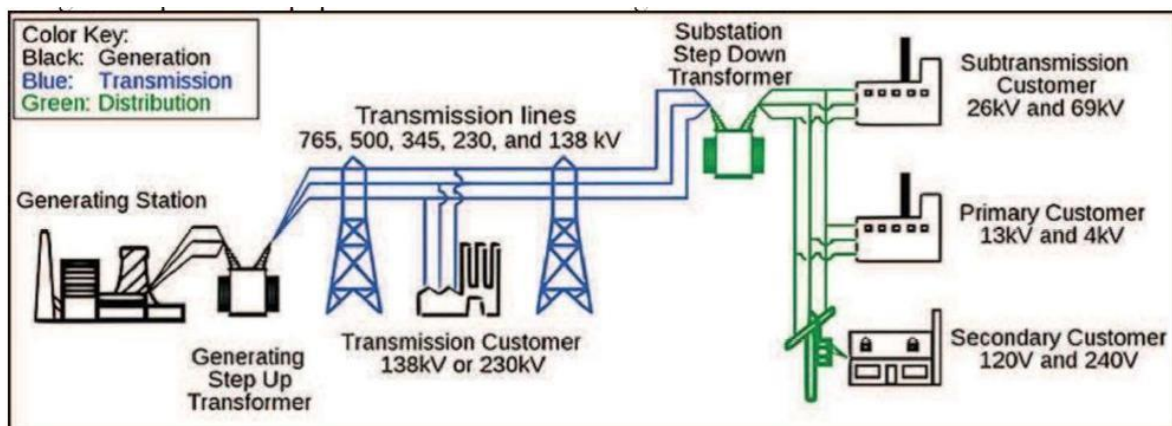 Color Key:
Black: Generation
Blue: Transmission
Green: Distribution
Substation
Step Down
Transformer
Subtransmission
Customer
26kV and 69kV
Transmission lines
765, 500, 345, 230, and 138 kV
Generating Station
Primary Customer
13kV and 4kV
Transmission Customer
138kV or 230kV
Generating
Step Up
Transformer
Secondary Customer
120V and 240V